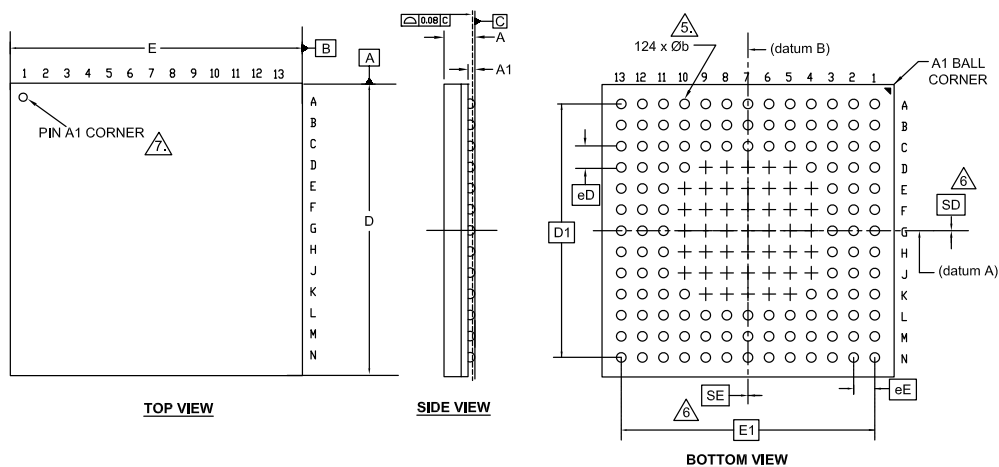 E
B
A
1 2 3 4 5 6 7 8 9 10 11 12 13
PIN A1 CORNER
7.
A
B
C
D
E
F
G
H
J
K
L
M
N
D
TOP VIEW
0.08 C
C
A
A1
SIDE VIEW
5.
124 x Øb
(datum B)
A1 BALL
CORNER
13 12 11 10 9 8 7 6 5 4 3 2 1
A
B
C
D
E
F
G
H
J
K
L
M
N
eD
D1
6
SD
(datum A)
SE
6
eE
E1
BOTTOM VIEW